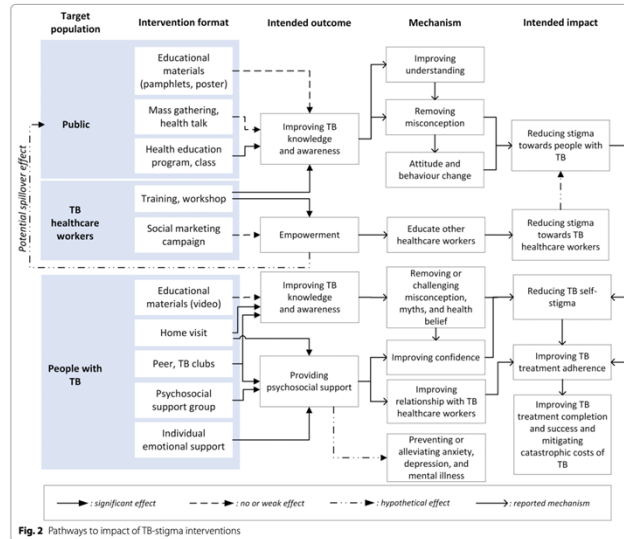 Target
population
Intervention format
Intended outcome
Mechanism
Intended impact
Public
Educational
materials
(pamphlets, poster)
Mass gathering,
health talk
Health education
program, class
Improving TB
knowledge
and awareness
Improving
understanding
Removing
misconception
Attitude and
behaviour change
Reducing stigma
towards people with
TB
Potential spillover effect
TB
healthcare
workers
Training, workshop
Social marketing
campaign
Empowerment
Educate other
healthcare workers
Reducing stigma
towards TB
healthcare workers
People with
TB
Educational
materials (video)
Home visit
Peer, TB clubs
Psychosocial
support group
Individual
emotional support
Improving TB
knowledge
and awareness
Providing
psychosocial support
Removing or
challenging
misconception,
myths, and health
belief
Improving confidence
Improving
relationship with TB
healthcare workers
Preventing or
alleviating anxiety,
depression, and
mental illness
Reducing TB self-
stigma
Improving TB
treatment adherence
Improving TB
treatment completion
and success and
mitigating
catastrophic costs of
TB
: significant effect
: no or weak effect
: hypothetical effect
: reported mechanism
Fig. 2 Pathways to impact of TB-stigma interventions